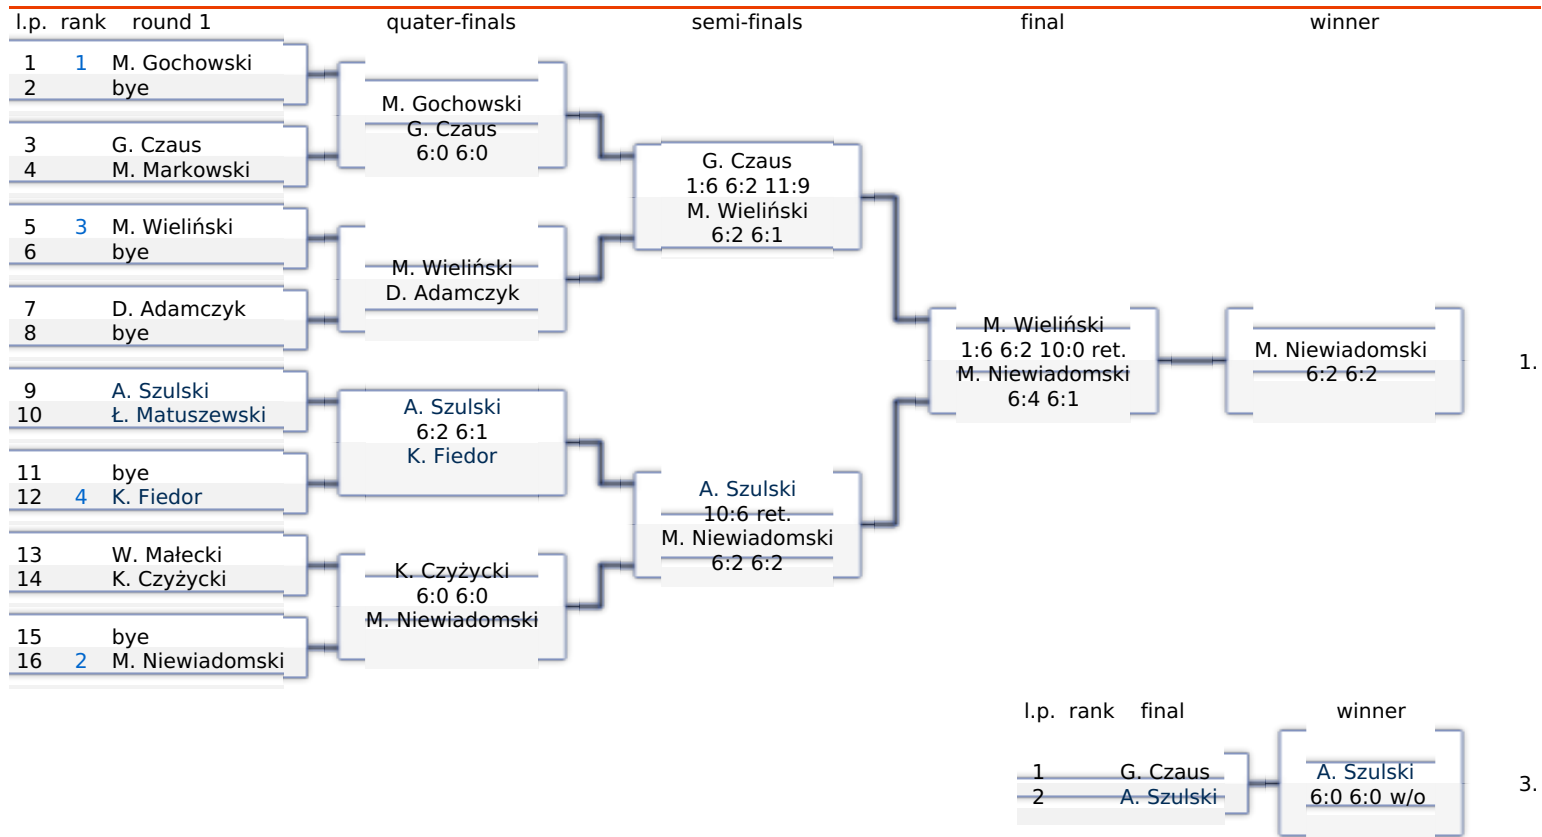 l.p. rank round 1 quater-finals semi-finals final winner
1 1 M. Gochowski
2 bye
3 G. Czaus
4 M. Markowski
5 3 M. Wieliński
6 bye
7 D. Adamczyk
8 bye
9 A. Szulski
10 Ł. Matuszewski
11 bye
12 4 K. Fiedor
13 W. Małecki
14 K. Czyżycki
15 bye
16 2 M. Niewiadomski
M. Gochowski
G. Czaus
6:0 6:0
M. Wieliński
D. Adamczyk
A. Szulski
6:2 6:1
K. Fiedor
K. Czyżycki
6:0 6:0
M. Niewiadomski
G. Czaus
1:6 6:2 11:9
M. Wieliński
6:2 6:1
A. Szulski
10:6 ret.
M. Niewiadomski
6:2 6:2
M. Wieliński
1:6 6:2 10:0 ret.
M. Niewiadomski
6:4 6:1
M. Niewiadomski
6:2 6:2
1.
l.p. rank final winner
1 G. Czaus
2 A. Szulski
A. Szulski
6:0 6:0 w/o
3.